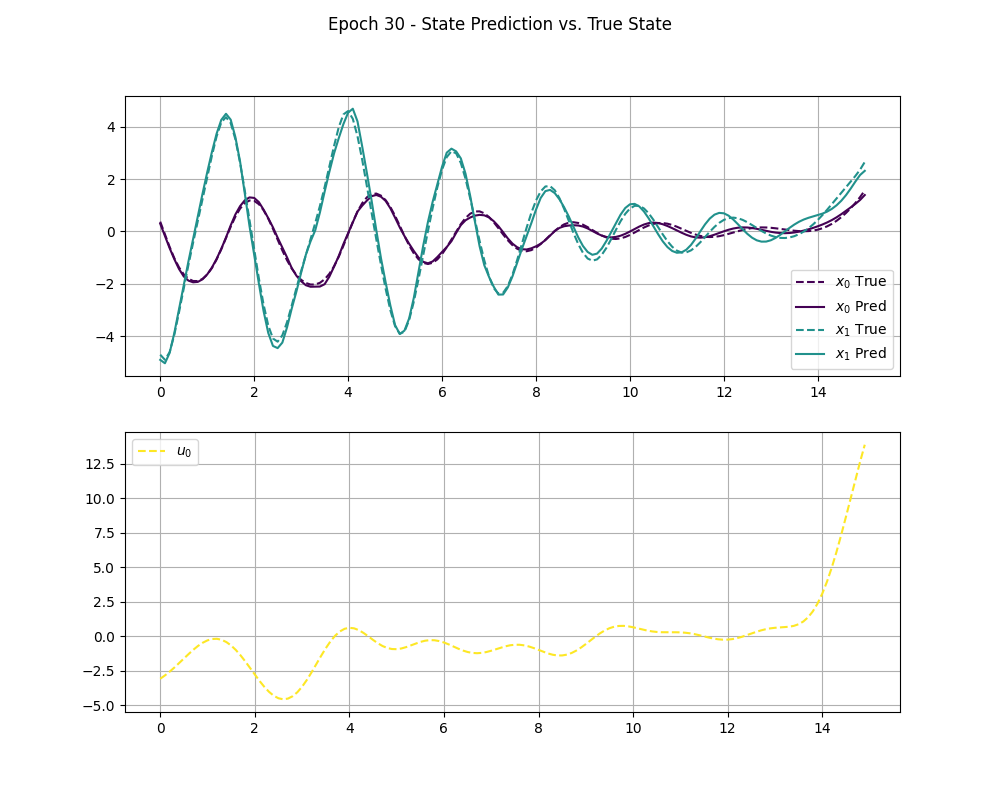 Epoch 30 - State Prediction vs. True State
4
2
0
−2
−4
x₀ True
x₀ Pred
x₁ True
x₁ Pred
0 2 4 6 8 10 12 14
u₀
12.5
10.0
7.5
5.0
2.5
0.0
−2.5
−5.0
0 2 4 6 8 10 12 14